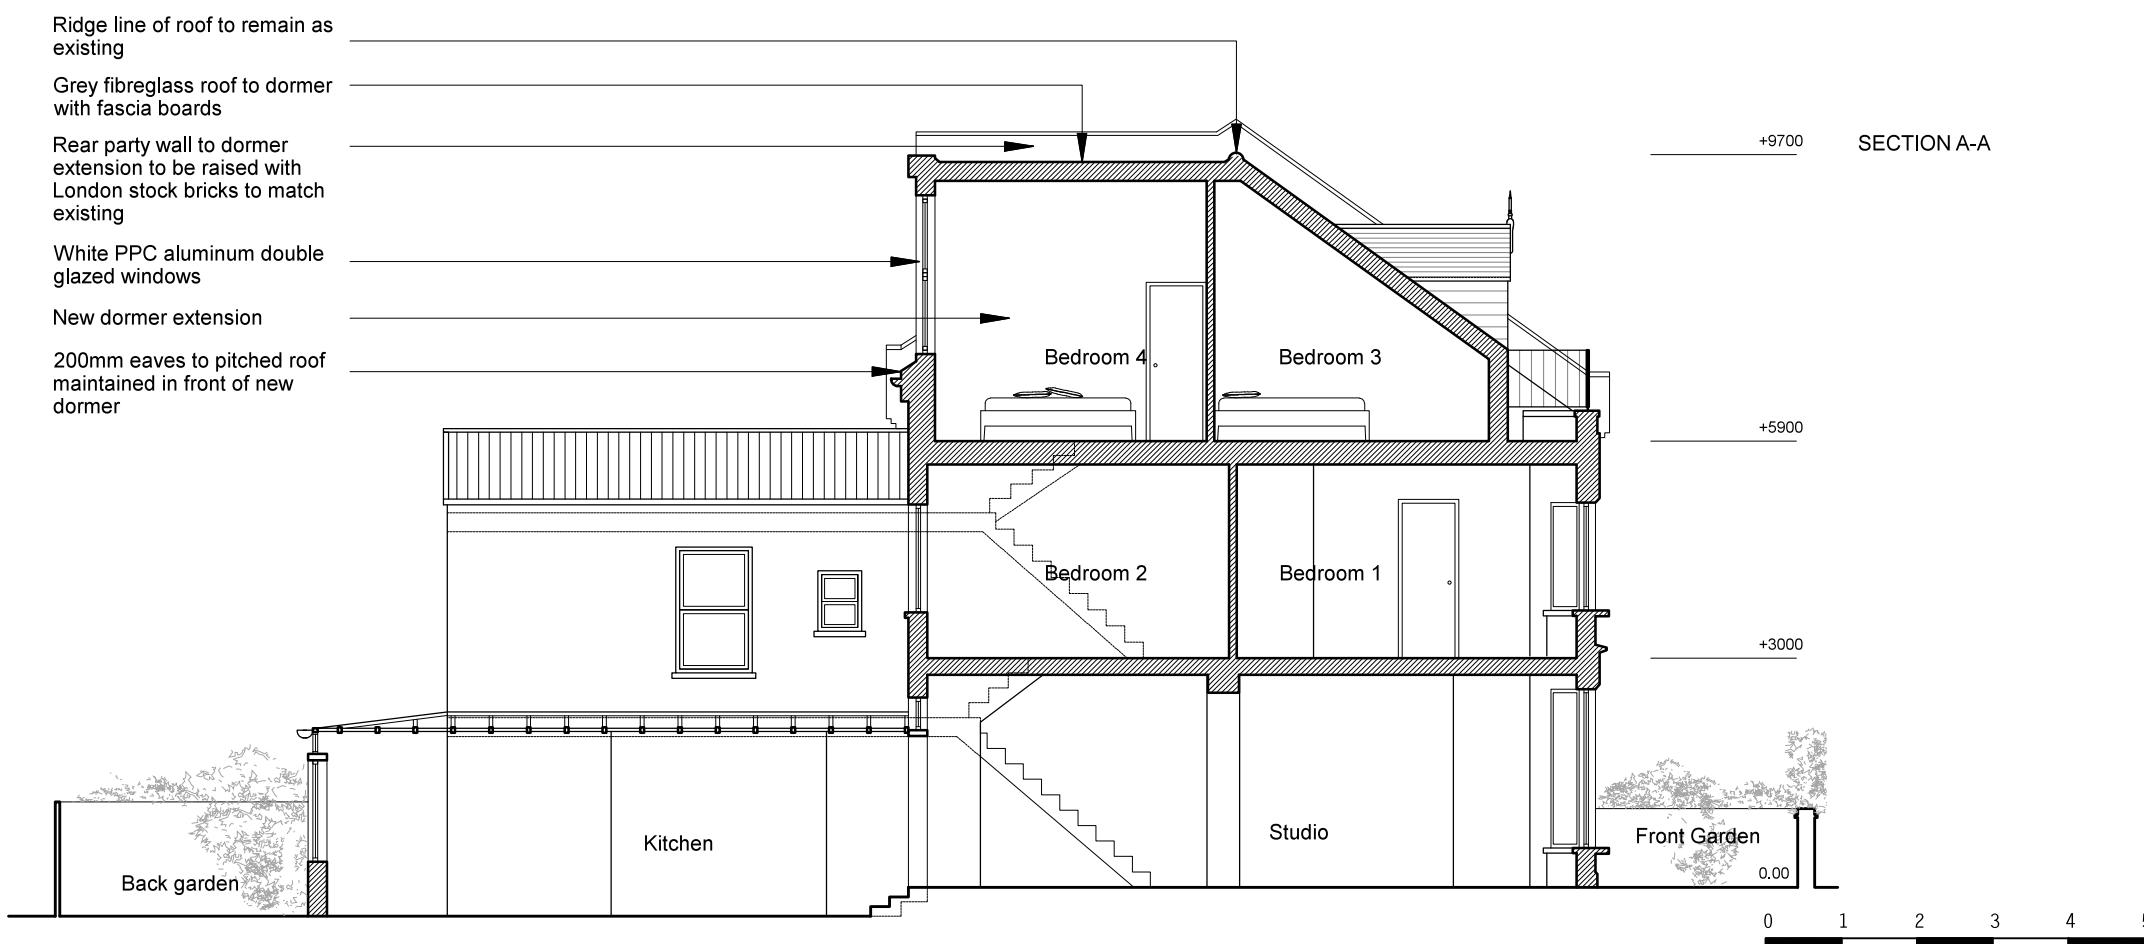 Ridge line of roof to remain as
existing
Grey fibreglass roof to dormer
with fascia boards
Rear party wall to dormer
extension to be raised with
London stock bricks to match
existing
White PPC aluminum double
glazed windows
New dormer extension
200mm eaves to pitched roof
maintained in front of new
dormer
+9700
SECTION A-A
Bedroom 4
Bedroom 3
+5900
Bedroom 2
Bedroom 1
+3000
Kitchen
Studio
Front Garden
Back garden
0.00
0 1 2 3 4 5